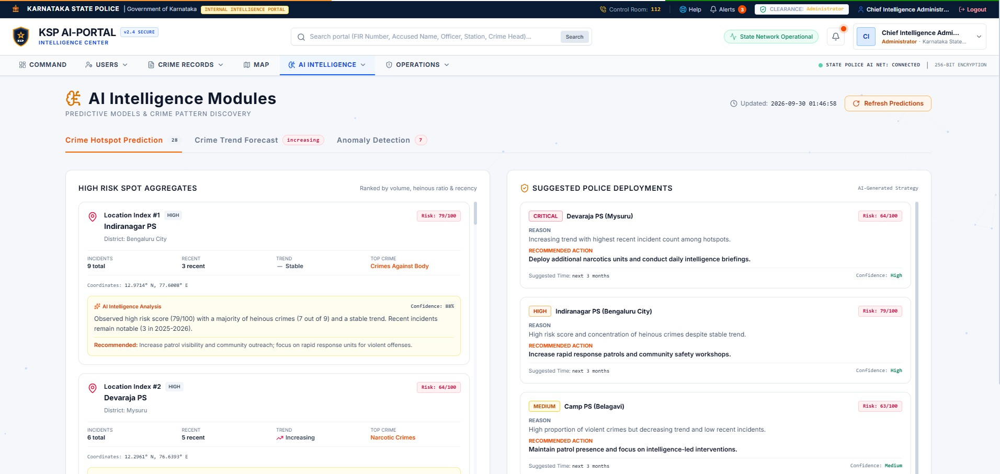 KARNATAKA STATE POLICE | Government of Karnataka INTERNAL INTELLIGENCE PORTAL
Control Room: 112 Help Alerts 3 CLEARANCE: Administrator Chief Intelligence Administr... Logout
KSP
KSP AI-PORTAL v2.4 SECURE
INTELLIGENCE CENTER
Search portal (FIR Number, Accused Name, Officer, Station, Crime Head)... Search
State Network Operational
CI
Chief Intelligence Admi...
Administrator · Karnataka State...
COMMAND USERS CRIME RECORDS MAP AI INTELLIGENCE OPERATIONS
STATE POLICE AI NET: CONNECTED | 256-BIT ENCRYPTION
AI Intelligence Modules
PREDICTIVE MODELS & CRIME PATTERN DISCOVERY
Updated: 2026-09-30 01:46:58 Refresh Predictions
Crime Hotspot Prediction 28 Crime Trend Forecast increasing Anomaly Detection 7
HIGH RISK SPOT AGGREGATES Ranked by volume, heinous ratio & recency
Location Index #1 HIGH Risk: 79/100
Indiranagar PS
District: Bengaluru City
INCIDENTS RECENT TREND TOP CRIME
9 total 3 recent — Stable Crimes Against Body
Coordinates: 12.9714° N, 77.6008° E
AI Intelligence Analysis Confidence: 88%
Observed high risk score (79/100) with a majority of heinous crimes (7 out of 9) and a stable trend. Recent incidents
remain notable (3 in 2025-2026).
Recommended: Increase patrol visibility and community outreach; focus on rapid response units for violent offenses.
Location Index #2 HIGH Risk: 64/100
Devaraja PS
District: Mysuru
INCIDENTS RECENT TREND TOP CRIME
6 total 5 recent Increasing Narcotic Crimes
Coordinates: 12.2961° N, 76.6393° E
SUGGESTED POLICE DEPLOYMENTS AI-Generated Strategy
CRITICAL Devaraja PS (Mysuru) Risk: 64/100
REASON
Increasing trend with highest recent incident count among hotspots.
RECOMMENDED ACTION
Deploy additional narcotics units and conduct daily intelligence briefings.
Suggested Time: next 3 months Confidence: High
HIGH Indiranagar PS (Bengaluru City) Risk: 79/100
REASON
High risk score and concentration of heinous crimes despite stable trend.
RECOMMENDED ACTION
Increase rapid response patrols and community safety workshops.
Suggested Time: next 3 months Confidence: High
MEDIUM Camp PS (Belagavi) Risk: 63/100
REASON
High proportion of violent crimes but decreasing trend and low recent incidents.
RECOMMENDED ACTION
Maintain patrol presence and focus on intelligence-led interventions.
Suggested Time: next 3 months Confidence: Medium